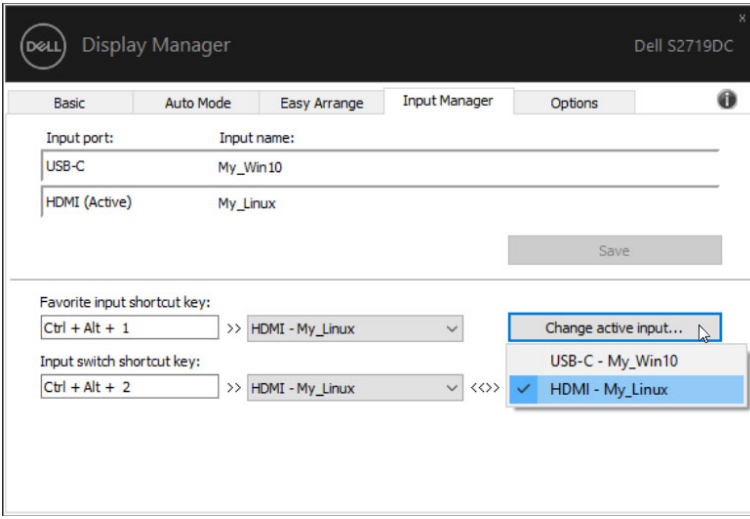 x
DELL Display Manager Dell S2719DC
Basic Auto Mode Easy Arrange Input Manager Options i
Input port: Input name:
USB-C My_Win10
HDMI (Active) My_Linux
Save
Favorite input shortcut key:
Ctrl + Alt + 1 >> HDMI - My_Linux Change active input...
USB-C - My_Win10
Input switch shortcut key:
Ctrl + Alt + 2 >> HDMI - My_Linux <<>> HDMI - My_Linux